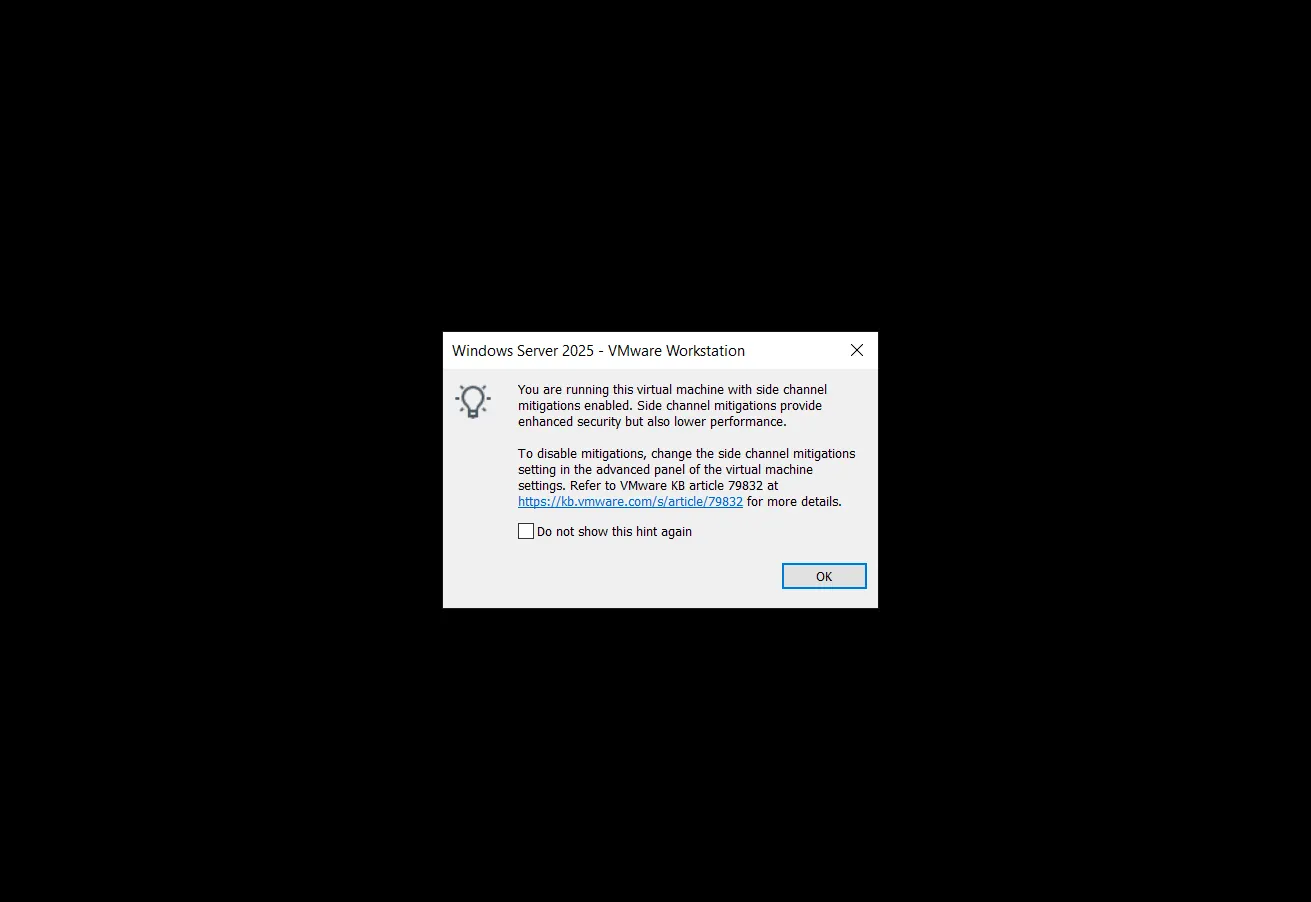 Windows Server 2025 - VMware Workstation
You are running this virtual machine with side channel
mitigations enabled. Side channel mitigations provide
enhanced security but also lower performance.
To disable mitigations, change the side channel mitigations
setting in the advanced panel of the virtual machine
settings. Refer to VMware KB article 79832 at
https://kb.vmware.com/s/article/79832 for more details.
Do not show this hint again
OK